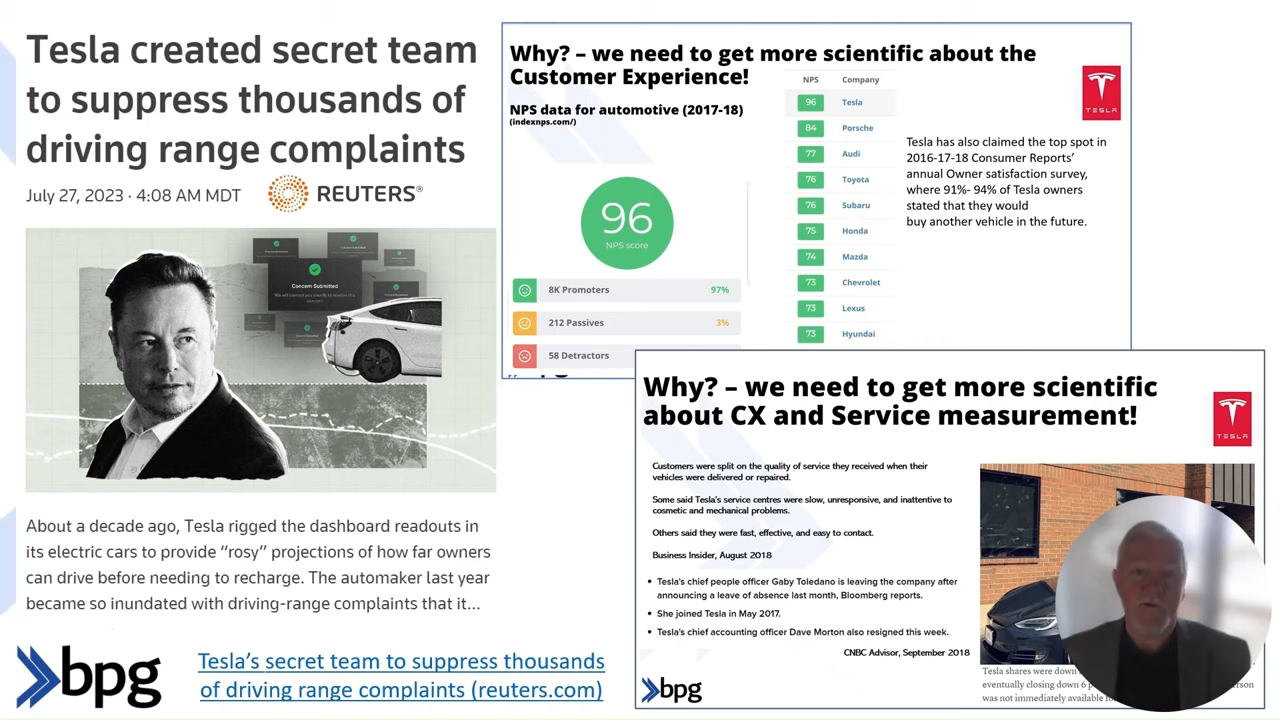 Tesla created secret team
to suppress thousands of
driving range complaints
July 27, 2023 · 4:08 AM MDT
REUTERS®
Concern Submitted
About a decade ago, Tesla rigged the dashboard readouts in
its electric cars to provide “rosy” projections of how far owners
can drive before needing to recharge. The automaker last year
became so inundated with driving-range complaints that it...
bpg
Tesla’s secret team to suppress thousands
of driving range complaints (reuters.com)
Why? – we need to get more scientific about the
Customer Experience!
NPS data for automotive (2017-18)
(indexnps.com/)
96
NPS score
8K Promoters 97%
212 Passives 3%
58 Detractors
NPS Company
96 Tesla
84 Porsche
77 Audi
76 Toyota
76 Subaru
75 Honda
74 Mazda
73 Chevrolet
73 Lexus
73 Hyundai
TESLA
Tesla has also claimed the top spot in
2016-17-18 Consumer Reports’
annual Owner satisfaction survey,
where 91%- 94% of Tesla owners
stated that they would
buy another vehicle in the future.
Why? – we need to get more scientific
about CX and Service measurement!
TESLA
Customers were split on the quality of service they received when their
vehicles were delivered or repaired.
Some said Tesla's service centres were slow, unresponsive, and inattentive to
cosmetic and mechanical problems.
Others said they were fast, effective, and easy to contact.
Business Insider, August 2018
• Tesla's chief people officer Gaby Toledano is leaving the company after
announcing a leave of absence last month, Bloomberg reports.
• She joined Tesla in May 2017.
• Tesla's chief accounting officer Dave Morton also resigned this week.
CNBC Advisor, September 2018
bpg
Tesla shares were down
eventually closing down 6
was not immediately available